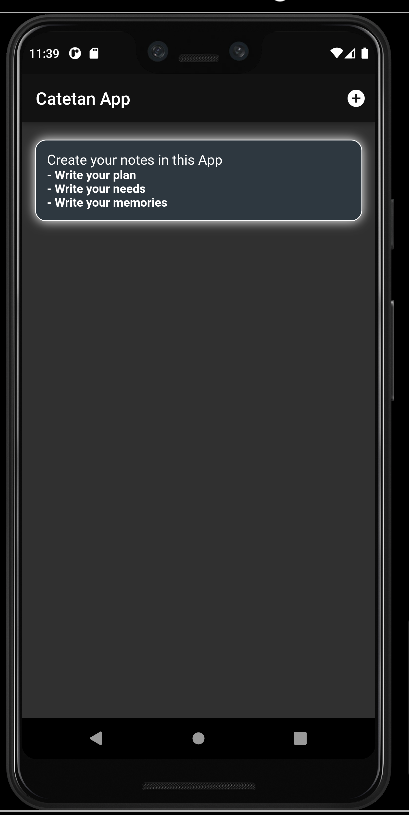 11:39
Catetan App
Create your notes in this App
- Write your plan
- Write your needs
- Write your memories